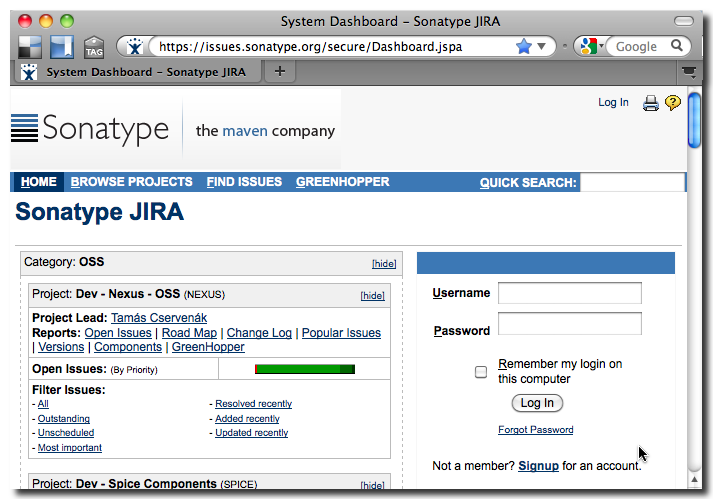 System Dashboard – Sonatype JIRA
TAG
https://issues.sonatype.org/secure/Dashboard.jspa
Google
System Dashboard – Sonatype JIRA
+
Log In
?
Sonatype
the maven company
HOME BROWSE PROJECTS FIND ISSUES GREENHOPPER QUICK SEARCH:
Sonatype JIRA
Category: OSS [hide]
Project: Dev - Nexus - OSS (NEXUS) [hide]
Project Lead: Tamás Cservenák
Reports: Open Issues | Road Map | Change Log | Popular Issues
| Versions | Components | GreenHopper
Open Issues: (By Priority)
Filter Issues:
- All - Resolved recently
- Outstanding - Added recently
- Unscheduled - Updated recently
- Most important
Project: Dev - Spice Components (SPICE) [hide]
Username
Password
Remember my login on
this computer
Log In
Forgot Password
Not a member? Signup for an account.